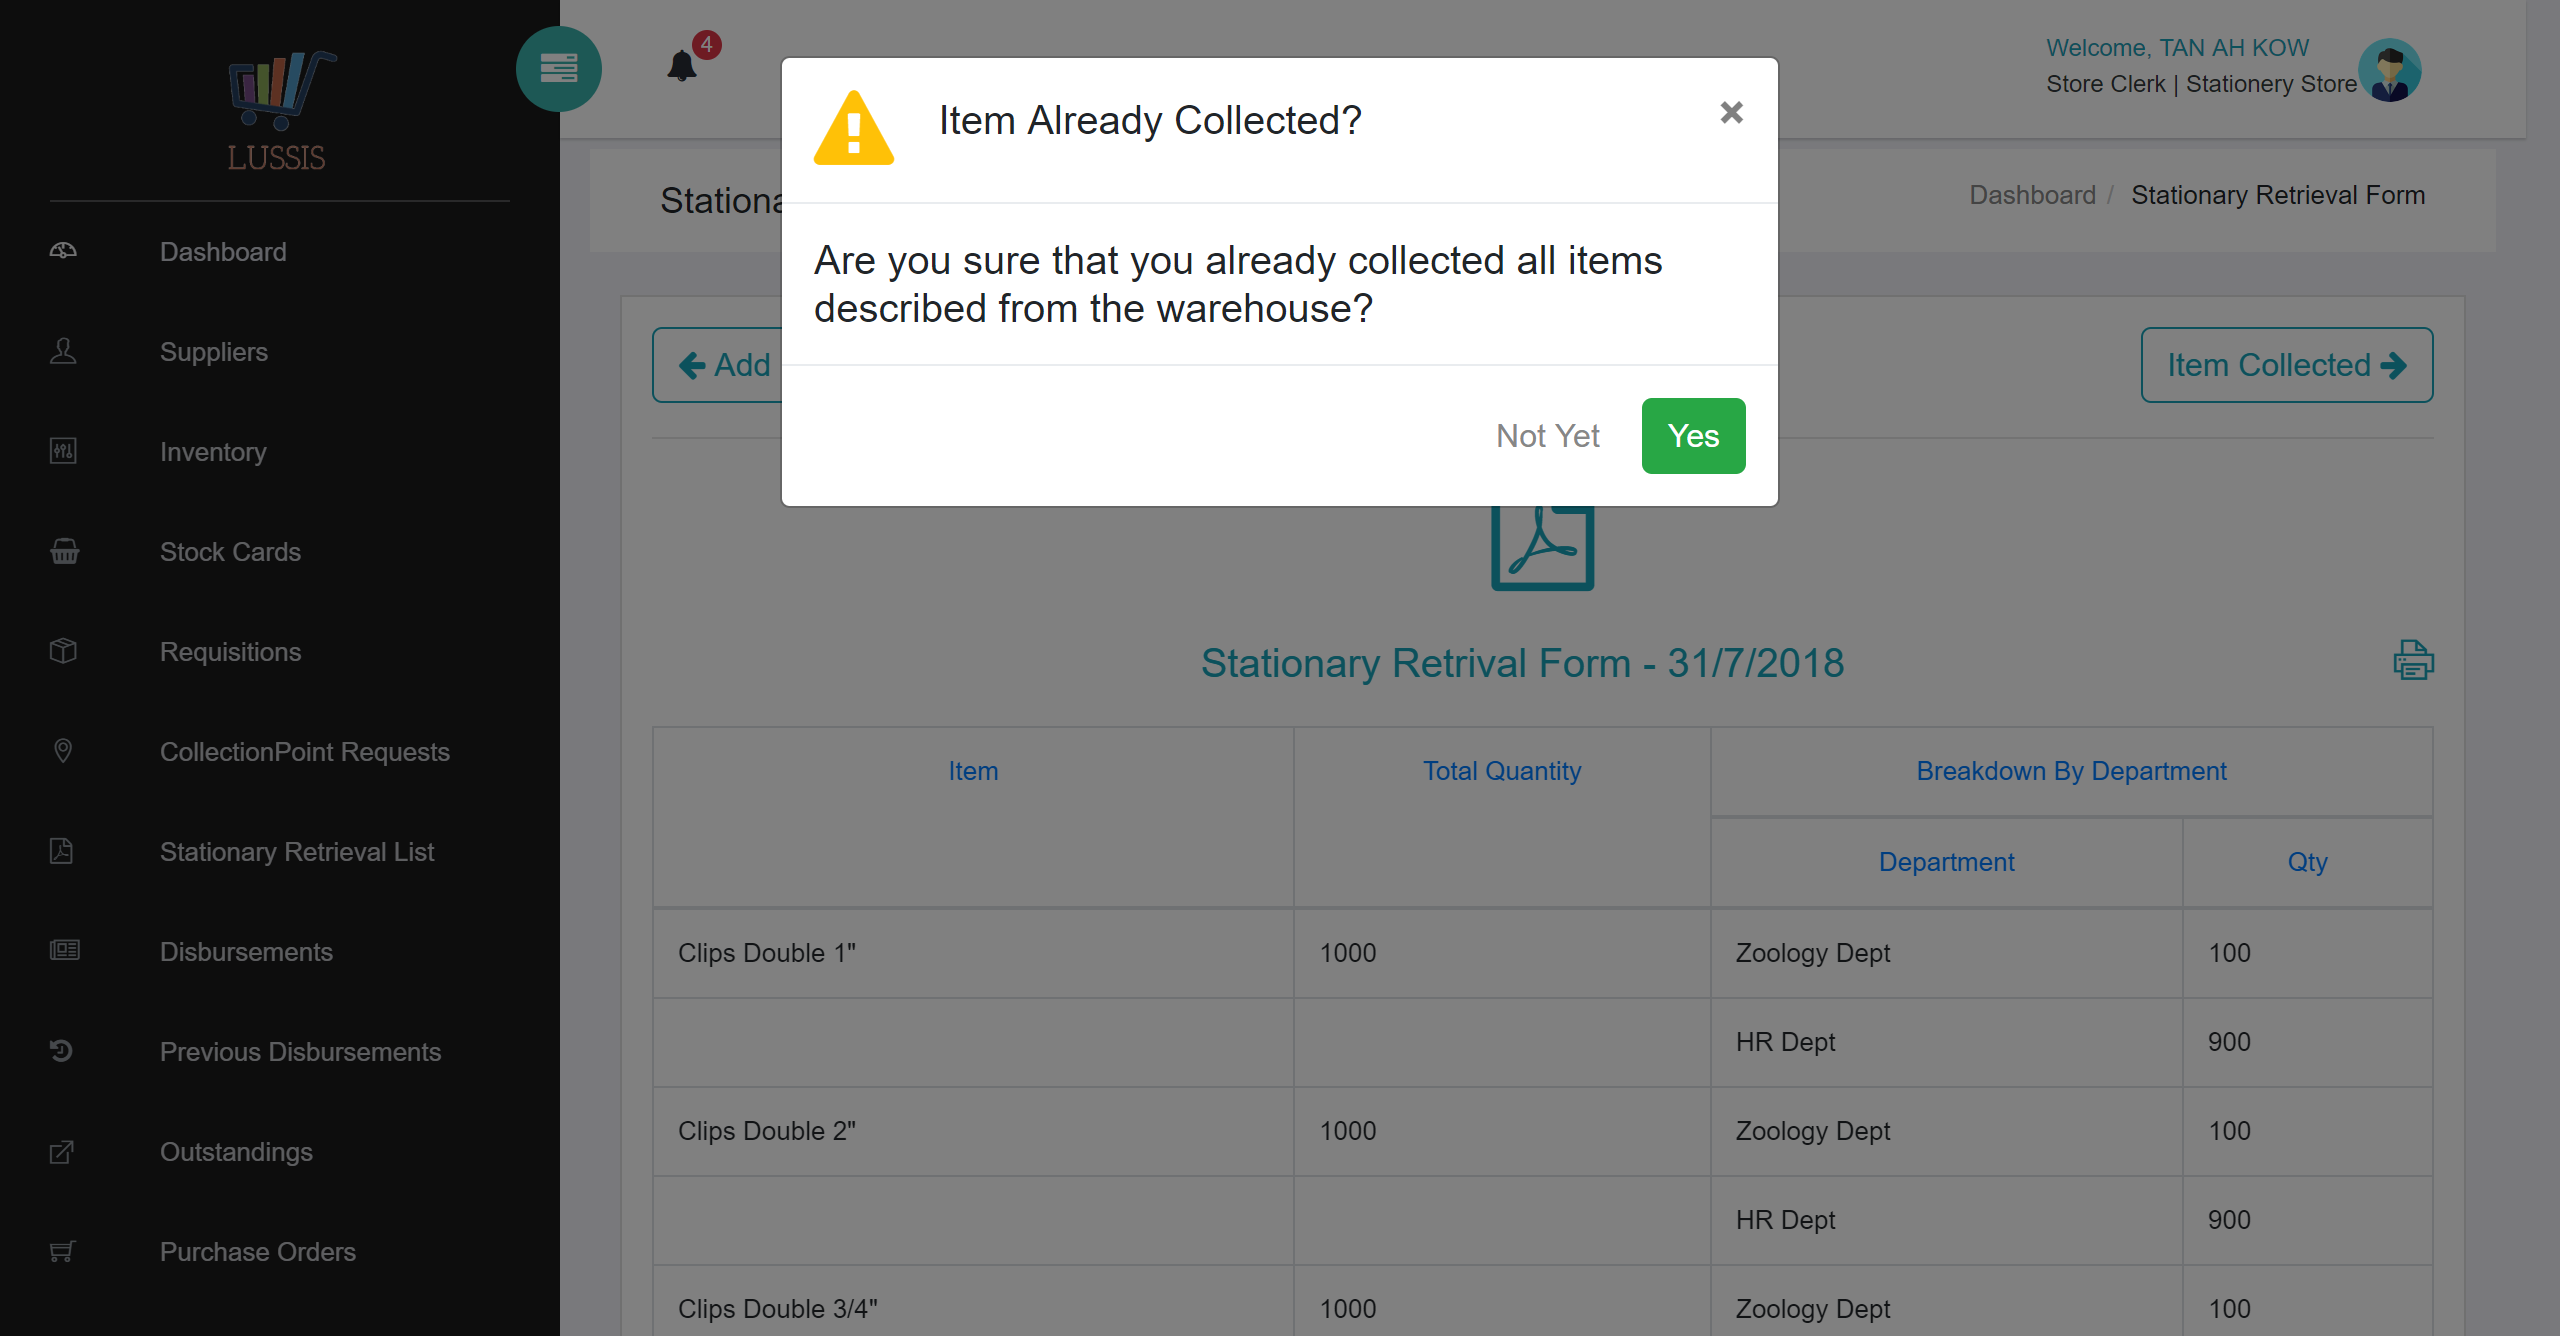 LUSSIS
Dashboard
Suppliers
Inventory
Stock Cards
Requisitions
CollectionPoint Requests
Stationary Retrieval List
Disbursements
Previous Disbursements
Outstandings
Purchase Orders
4
Welcome, TAN AH KOW
Store Clerk | Stationery Store
Item Already Collected?
×
Are you sure that you already collected all items
described from the warehouse?
Not Yet
Yes
Dashboard / Stationary Retrieval Form
Add
Item Collected
Stationary Retrival Form - 31/7/2018
Item Total Quantity Breakdown By Department
Department Qty
Clips Double 1" 1000 Zoology Dept 100
HR Dept 900
Clips Double 2" 1000 Zoology Dept 100
HR Dept 900
Clips Double 3/4" 1000 Zoology Dept 100